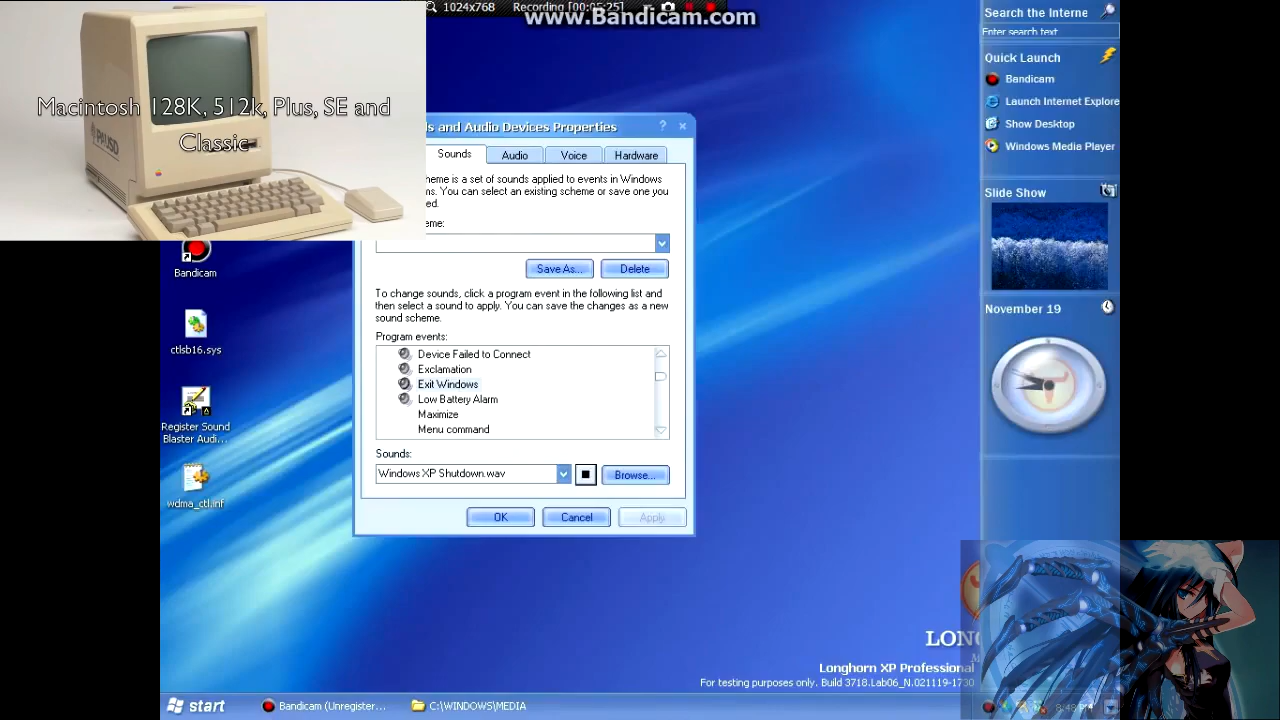 1024x768 Recording [00:05:25]
www.Bandicam.com
Macintosh 128K, 512k, Plus, SE and
Classic
Search the Interne
Enter search text
Quick Launch
Bandicam
Launch Internet Explore
Show Desktop
Windows Media Player
Slide Show
November 19
s and Audio Devices Properties
Sounds Audio Voice Hardware
heme is a set of sounds applied to events in Windows
ms. You can select an existing scheme or save one you
ed.
eme:
Save As... Delete
To change sounds, click a program event in the following list and
then select a sound to apply. You can save the changes as a new
sound scheme.
Program events:
Device Failed to Connect
Exclamation
Exit Windows
Low Battery Alarm
Maximize
Menu command
Sounds:
Windows XP Shutdown.wav Browse...
OK Cancel Apply
Bandicam
ctlsb16.sys
Register Sound
Blaster Audi...
wdma_ctl.inf
LON
Longhorn XP Professional
For testing purposes only. Build 3718.Lab06_N.021119-1730
start Bandicam (Unregister... C:\WINDOWS\MEDIA